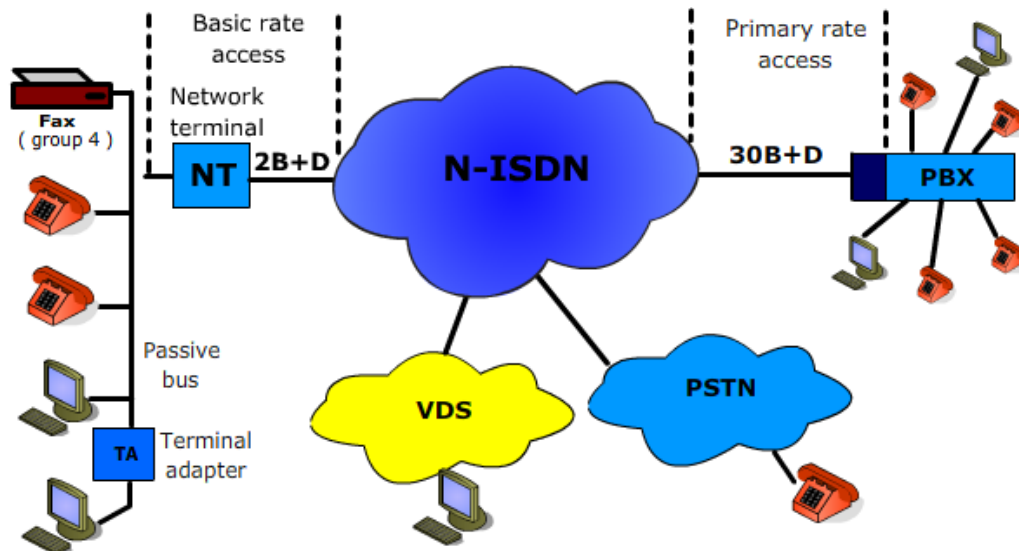 Basic rate
access
Primary rate
access
Fax
( group 4 )
Network
terminal
NT
2B+D
N-ISDN
30B+D
PBX
Passive
bus
TA
Terminal
adapter
VDS
PSTN